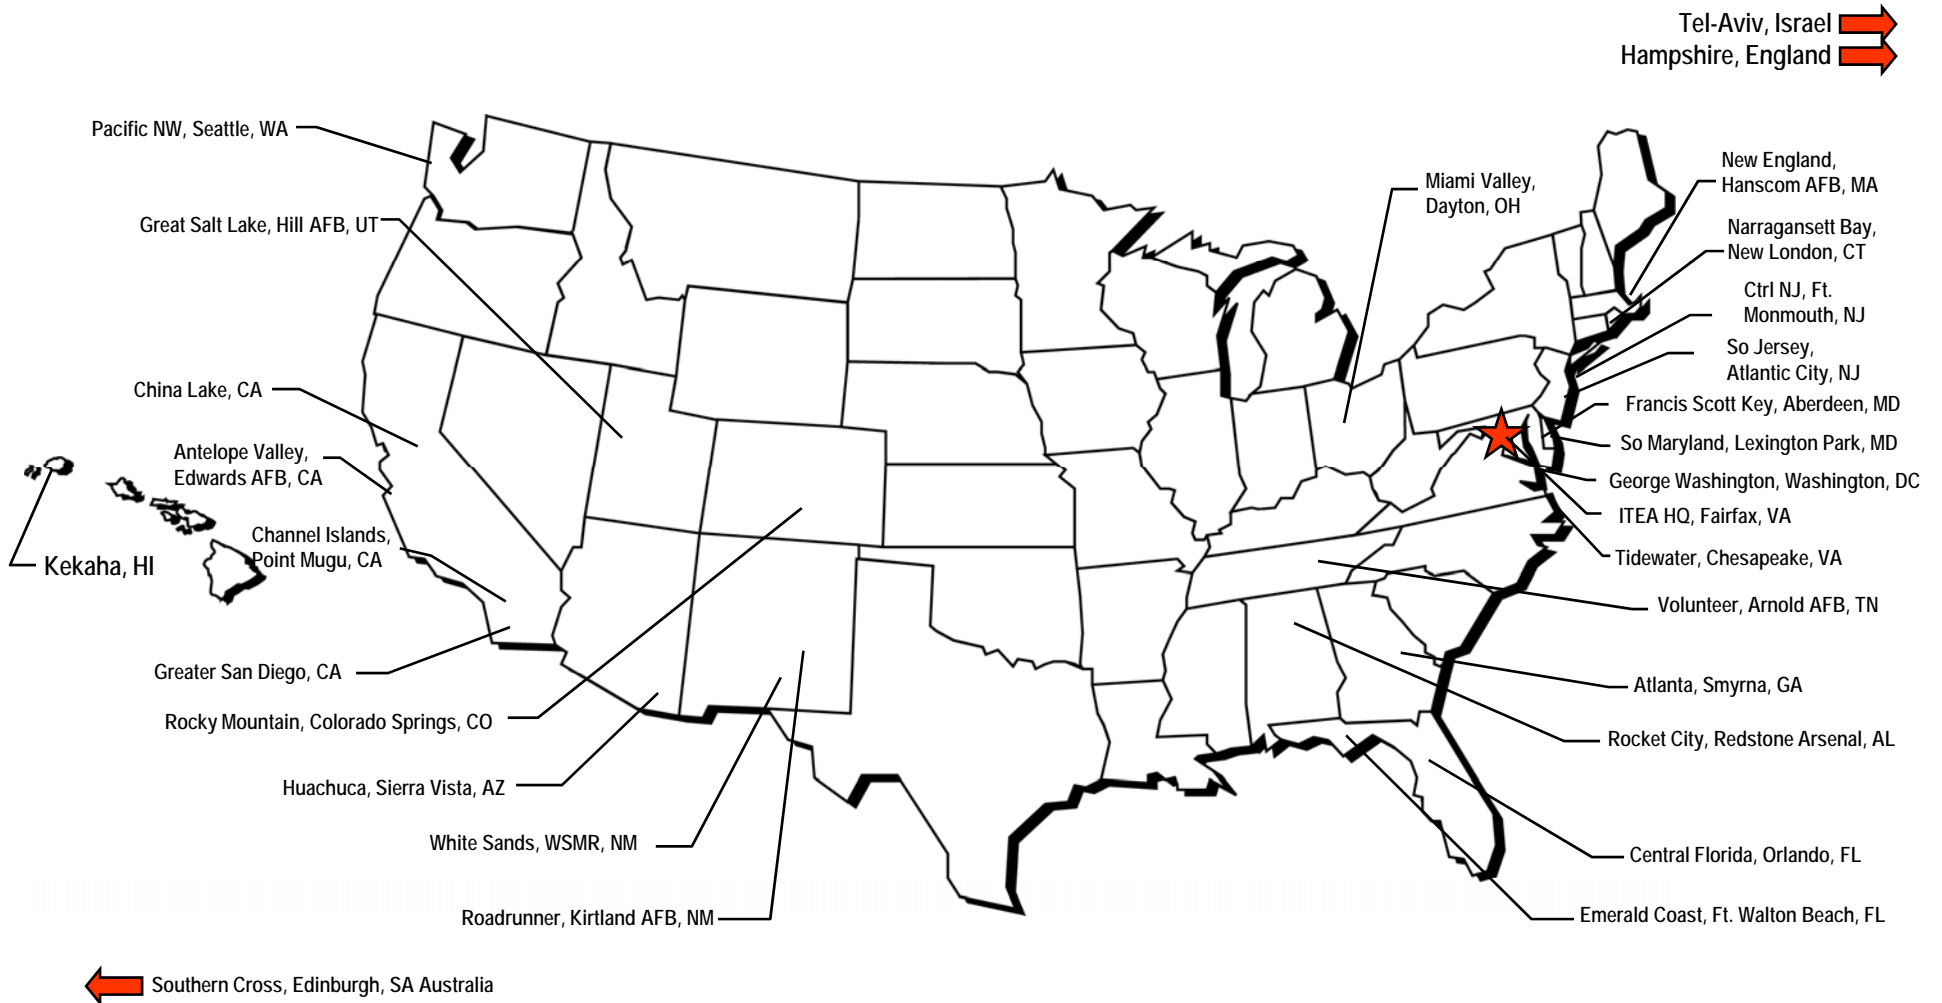 Tel-Aviv, Israel
Hampshire, England
Pacific NW, Seattle, WA
Great Salt Lake, Hill AFB, UT
China Lake, CA
Antelope Valley,
Edwards AFB, CA
Channel Islands,
Point Mugu, CA
Kekaha, HI
Greater San Diego, CA
Rocky Mountain, Colorado Springs, CO
Huachuca, Sierra Vista, AZ
White Sands, WSMR, NM
Roadrunner, Kirtland AFB, NM
Southern Cross, Edinburgh, SA Australia
Miami Valley,
Dayton, OH
New England,
Hanscom AFB, MA
Narragansett Bay,
New London, CT
Ctrl NJ, Ft.
Monmouth, NJ
So Jersey,
Atlantic City, NJ
Francis Scott Key, Aberdeen, MD
So Maryland, Lexington Park, MD
George Washington, Washington, DC
ITEA HQ, Fairfax, VA
Tidewater, Chesapeake, VA
Volunteer, Arnold AFB, TN
Atlanta, Smyrna, GA
Rocket City, Redstone Arsenal, AL
Central Florida, Orlando, FL
Emerald Coast, Ft. Walton Beach, FL